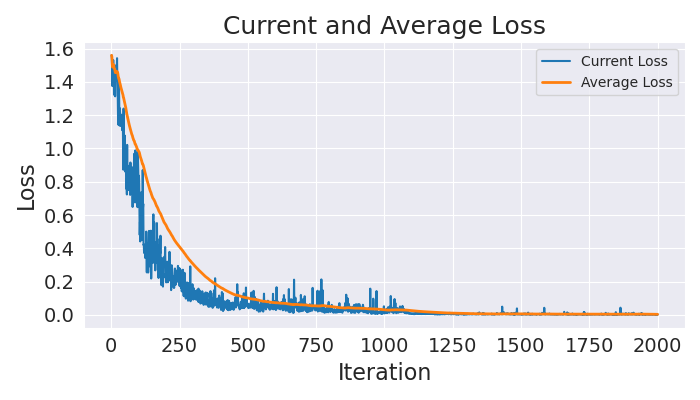 Current and Average Loss
Current Loss
Average Loss
Loss
1.6
1.4
1.2
1.0
0.8
0.6
0.4
0.2
0.0
0 250 500 750 1000 1250 1500 1750 2000
Iteration